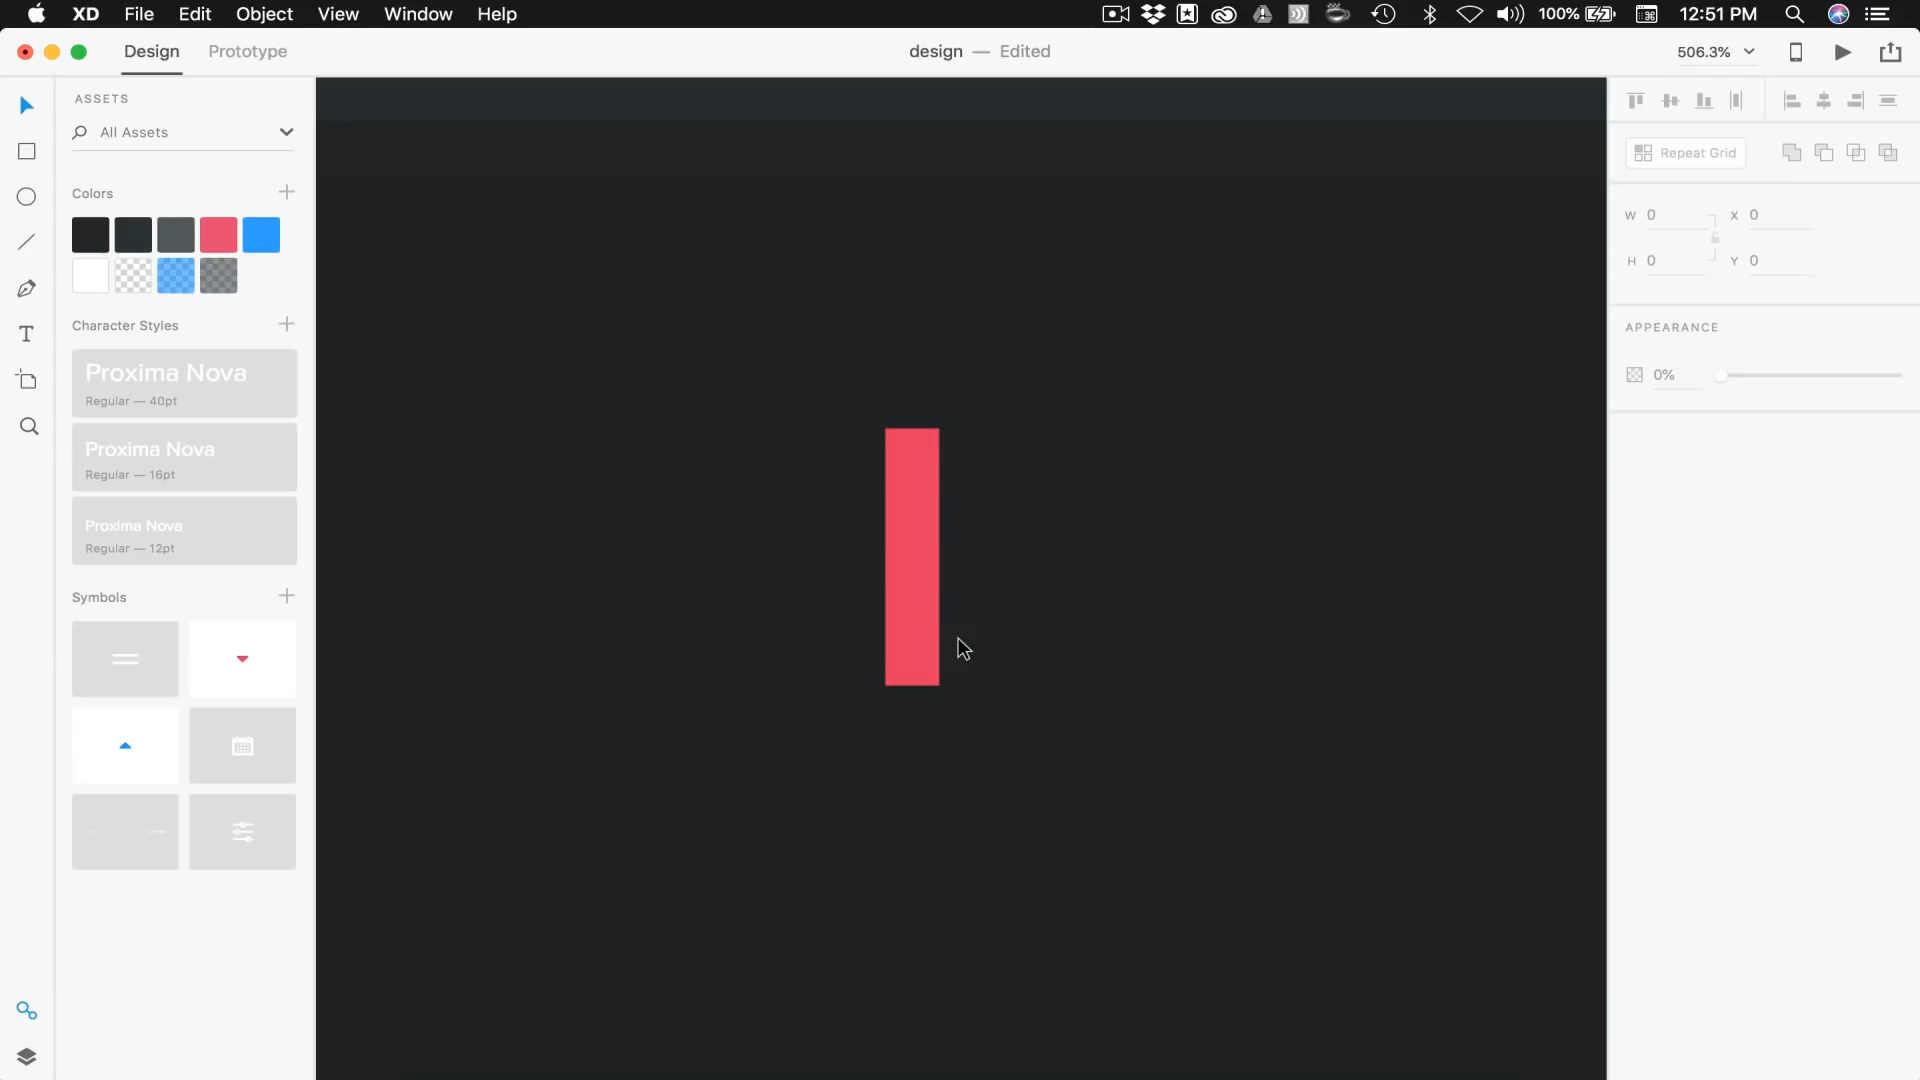 XD File Edit Object View Window Help 100% 12:51 PM
Design Prototype design — Edited 506.3%
ASSETS
All Assets
Colors
Character Styles
Proxima Nova
Regular — 40pt
Proxima Nova
Regular — 16pt
Proxima Nova
Regular — 12pt
Symbols
Repeat Grid
W 0 X 0
H 0 Y 0
APPEARANCE
0%